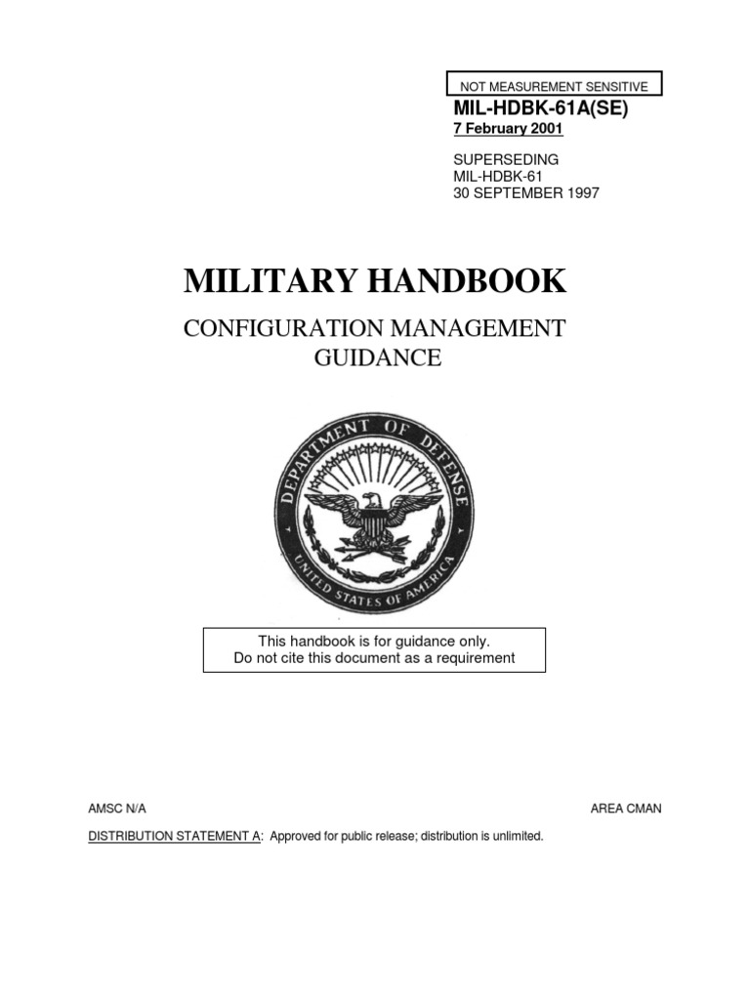 NOT MEASUREMENT SENSITIVE
MIL-HDBK-61A(SE)
7 February 2001
SUPERSEDING
MIL-HDBK-61
30 SEPTEMBER 1997
MILITARY HANDBOOK
CONFIGURATION MANAGEMENT
GUIDANCE
DEPARTMENT OF DEFENSE
UNITED STATES OF AMERICA
This handbook is for guidance only.
Do not cite this document as a requirement
AMSC N/A AREA CMAN
DISTRIBUTION STATEMENT A: Approved for public release; distribution is unlimited.